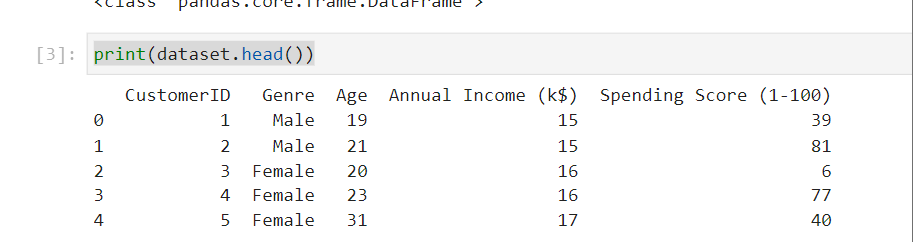 <class 'pandas.core.frame.DataFrame'>
[3]: print(dataset.head())
CustomerID Genre Age Annual Income (k$) Spending Score (1-100)
0 1 Male 19 15 39
1 2 Male 21 15 81
2 3 Female 20 16 6
3 4 Female 23 16 77
4 5 Female 31 17 40